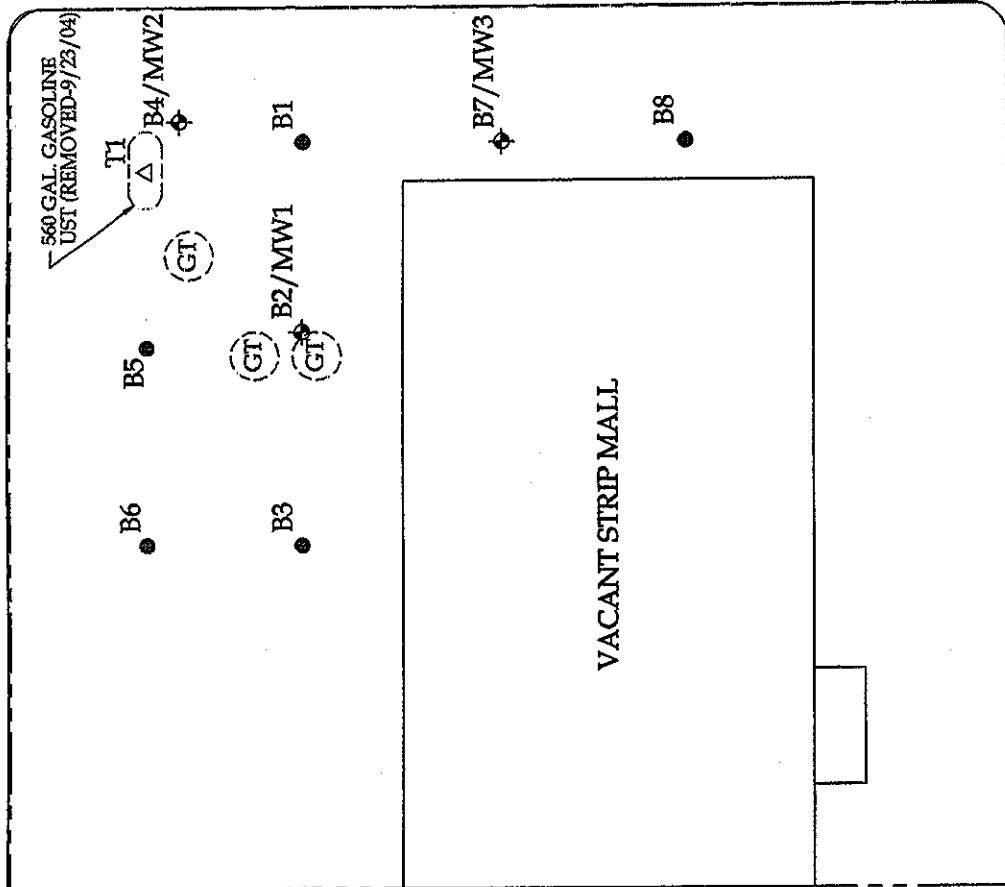 560 GAL. GASOLINE
UST (REMOVED-9/23/04)
T1
B4/MW2
GT
B1
B2/MW1
GT
GT
B5
B6
B3
B7/MW3
B8
VACANT STRIP MALL